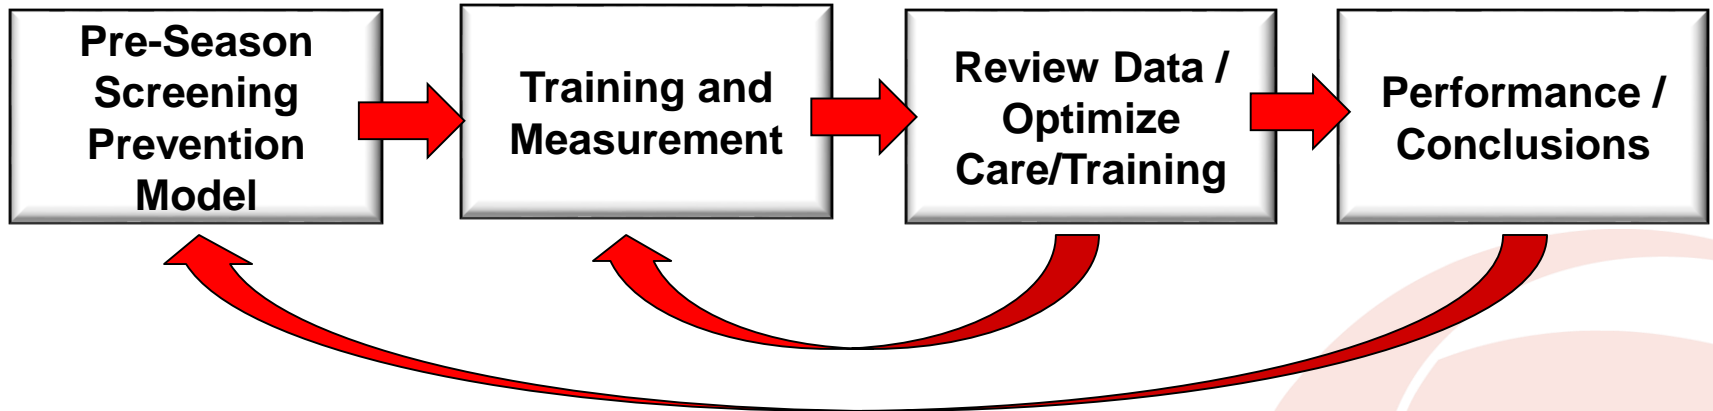 Pre-Season
Screening
Prevention
Model
Training and
Measurement
Review Data /
Optimize
Care/Training
Performance /
Conclusions